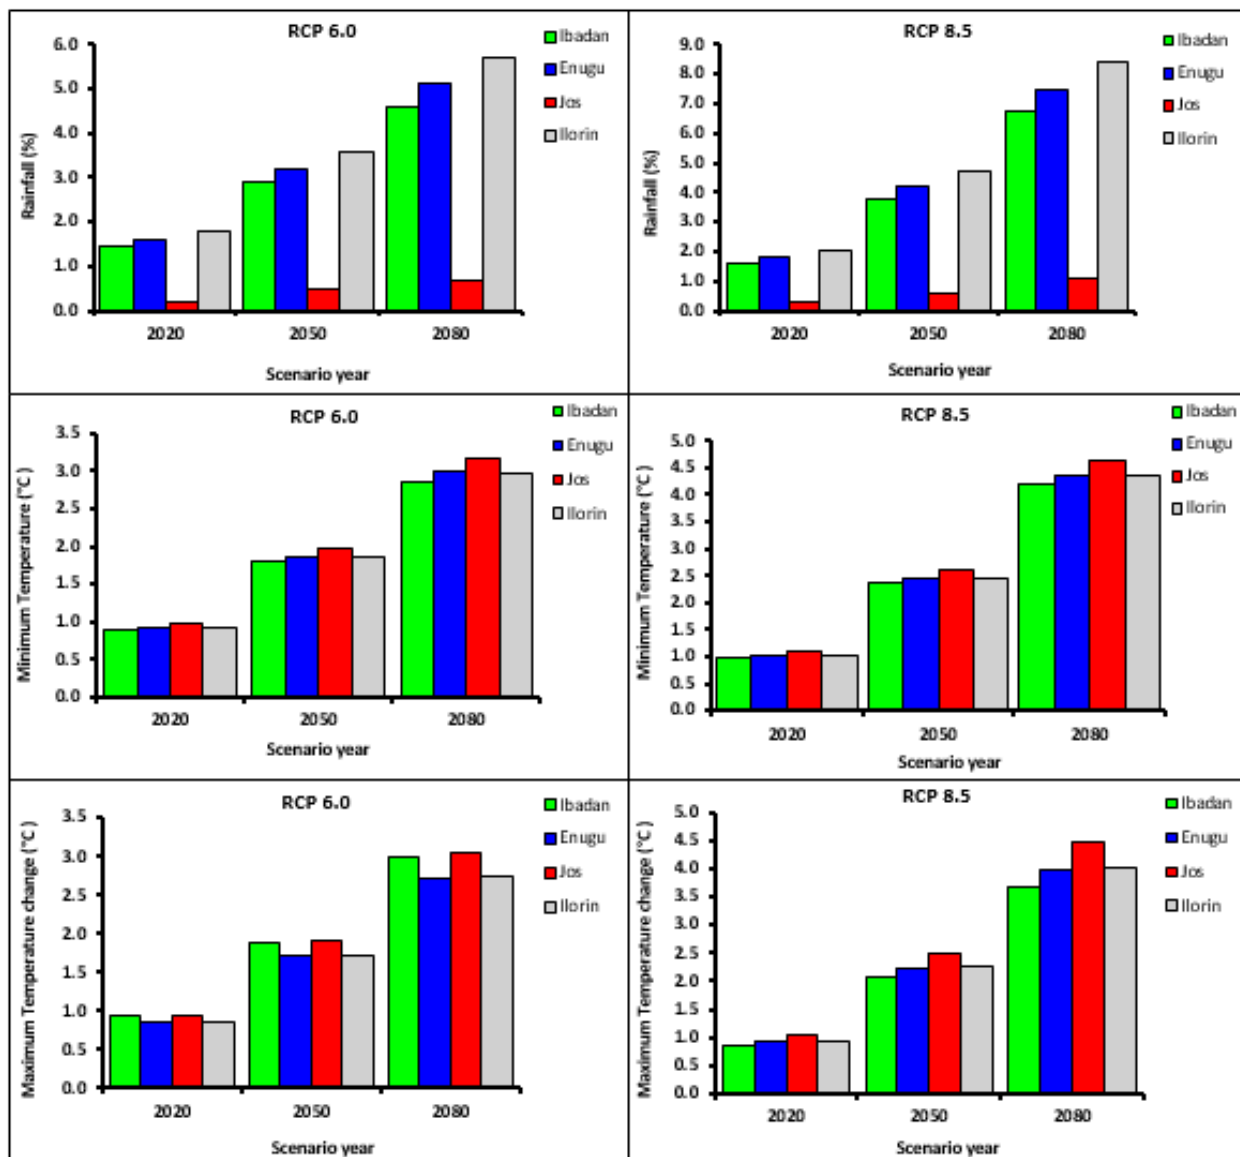 RCP 6.0
Ibadan
Enugu
Jos
Ilorin
Rainfall (%)
6.0
5.0
4.0
3.0
2.0
1.0
0.0
2020 2050 2080
Scenario year
RCP 8.5
Ibadan
Enugu
Jos
Ilorin
Rainfall (%)
9.0
8.0
7.0
6.0
5.0
4.0
3.0
2.0
1.0
0.0
2020 2050 2080
Scenario year
RCP 6.0
Ibadan
Enugu
Jos
Ilorin
Minimum Temperature (°C)
3.5
3.0
2.5
2.0
1.5
1.0
0.5
0.0
2020 2050 2080
Scenario year
RCP 8.5
Ibadan
Enugu
Jos
Ilorin
Minimum Temperature (°C)
5.0
4.5
4.0
3.5
3.0
2.5
2.0
1.5
1.0
0.5
0.0
2020 2050 2080
Scenario year
RCP 6.0
Ibadan
Enugu
Jos
Ilorin
Maximum Temperature change (°C)
3.5
3.0
2.5
2.0
1.5
1.0
0.5
0.0
2020 2050 2080
Scenario year
RCP 8.5
Ibadan
Enugu
Jos
Ilorin
Maximum Temperature change (°C)
5.0
4.5
4.0
3.5
3.0
2.5
2.0
1.5
1.0
0.5
0.0
2020 2050 2080
Scenario year